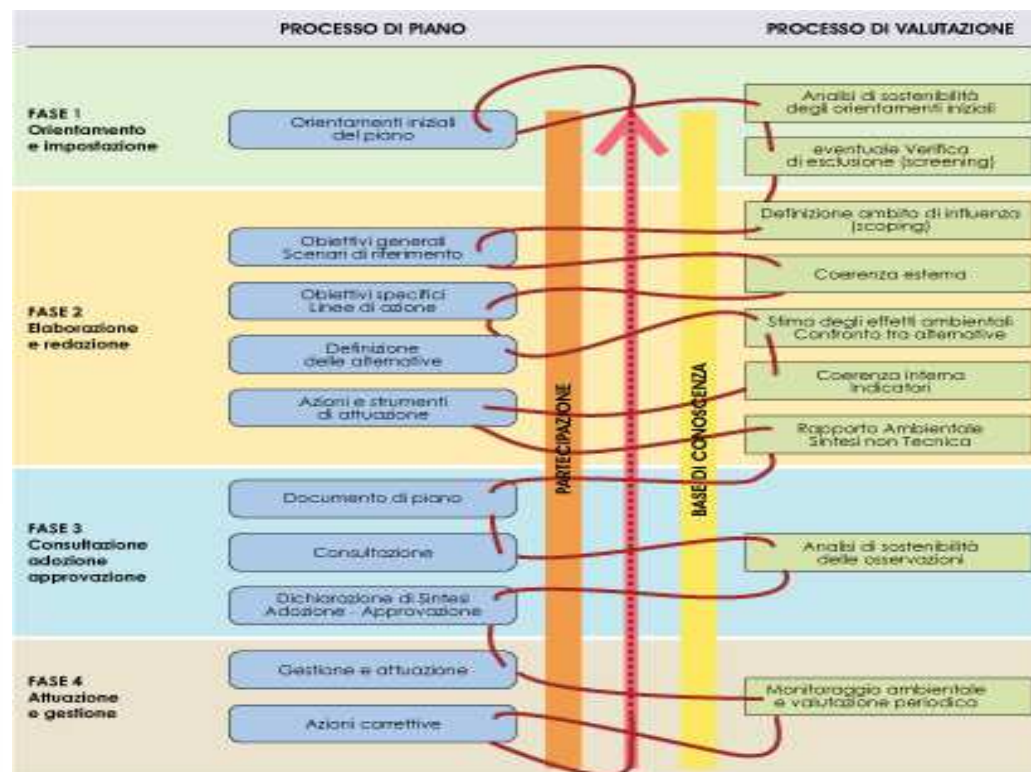 PROCESSO DI PIANO
PROCESSO DI VALUTAZIONE
FASE 1
Orientamento
e impostazione
Orientamenti iniziali
del piano
Analisi di sostenibilità
degli orientamenti iniziali
eventuale Verifica
di esclusione (screening)
FASE 2
Elaborazione
e redazione
Obiettivi generali
Scenari di riferimento
Obiettivi specifici
Linee di azione
Definizione
delle alternative
Azioni e strumenti
di attuazione
Definizione ambito di influenza
(scoping)
Coerenza esterna
Stima degli effetti ambientali
Confronto tra alternative
Coerenza interna
Indicatori
Rapporto Ambientale
Sintesi non Tecnica
PARTECIPAZIONE
BASE DI CONOSCENZA
FASE 3
Consultazione
adozione
approvazione
Documento di piano
Consultazione
Dichiarazione di Sintesi
Adozione - Approvazione
Analisi di sostenibilità
delle osservazioni
FASE 4
Attuazione
e gestione
Gestione e attuazione
Azioni correttive
Monitoraggio ambientale
e valutazione periodica